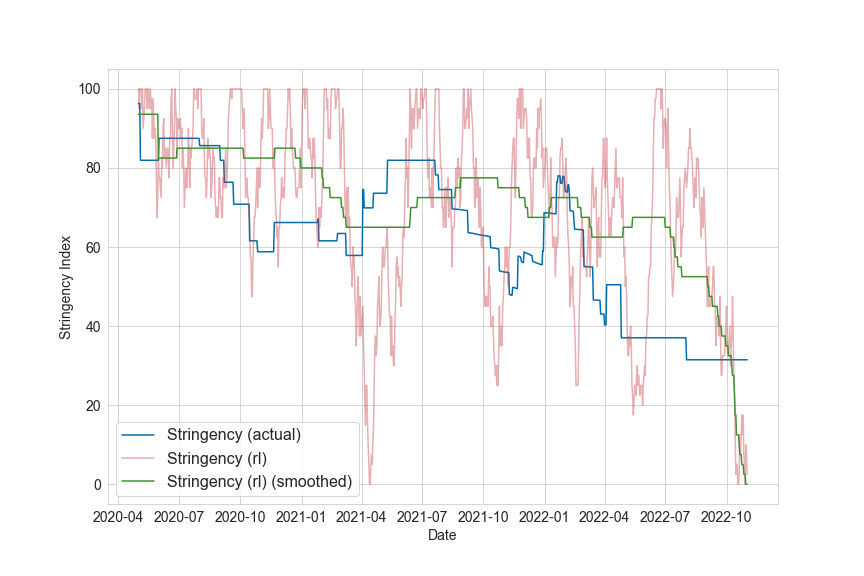 100
80
60
40
20
0
Stringency Index
Stringency (actual)
Stringency (rl)
Stringency (rl) (smoothed)
2020-04 2020-07 2020-10 2021-01 2021-04 2021-07 2021-10 2022-01 2022-04 2022-07 2022-10
Date